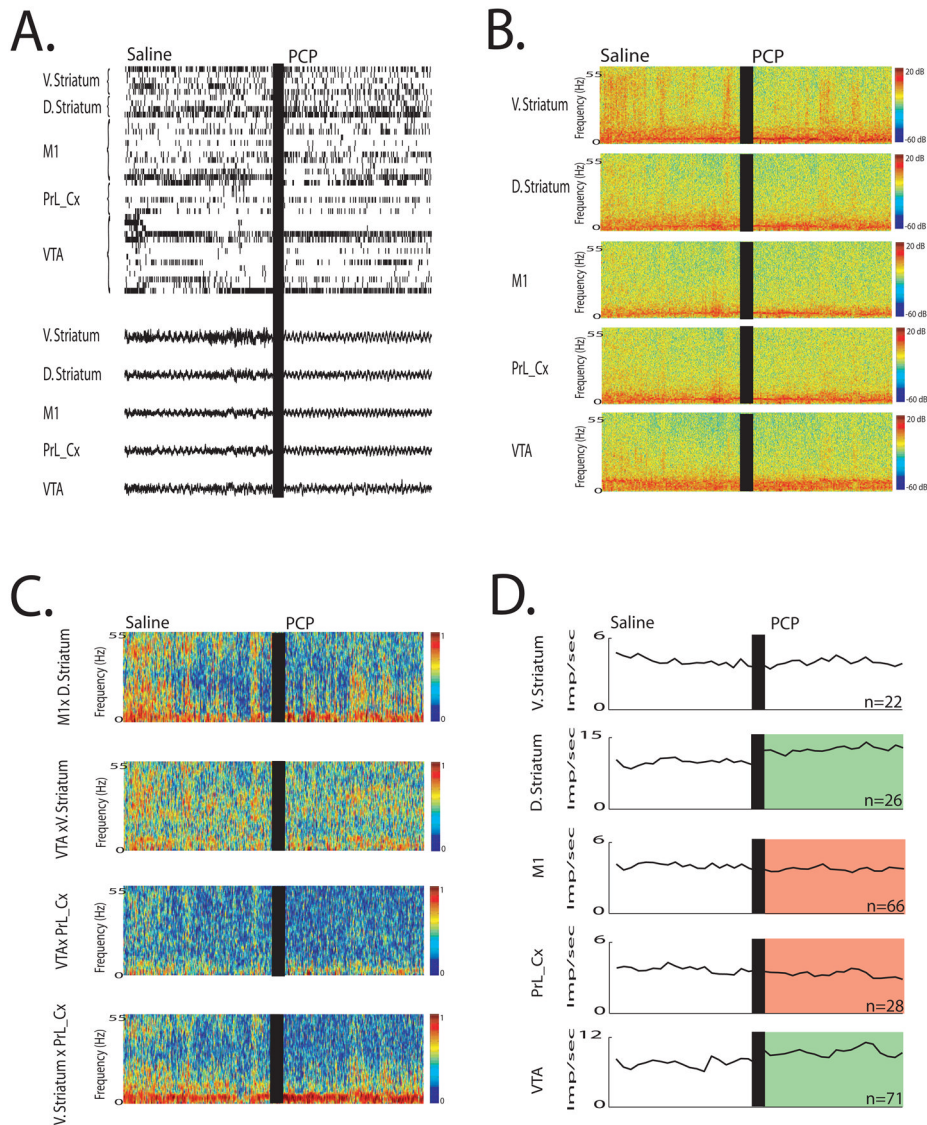 A.
Saline
PCP
V. Striatum
D. Striatum
M1
PrL_Cx
VTA
V. Striatum
D. Striatum
M1
PrL_Cx
VTA
B.
Saline
PCP
V. Striatum
Frequency (Hz)
55
0
20 dB
-60 dB
D. Striatum
Frequency (Hz)
55
0
20 dB
-60 dB
M1
Frequency (Hz)
55
0
20 dB
-60 dB
PrL_Cx
Frequency (Hz)
55
0
20 dB
-60 dB
VTA
Frequency (Hz)
55
0
20 dB
-60 dB
C.
Saline
PCP
M1x D. Striatum
Frequency (Hz)
55
0
1
0
VTA xV. Striatum
Frequency (Hz)
55
0
1
0
VTAx PrL_Cx
Frequency (Hz)
55
0
1
0
V. Striatum x PrL_Cx
Frequency (Hz)
55
0
1
0
D.
Saline
PCP
V. Striatum
Imp/sec
6
0
n=22
D. Striatum
Imp/sec
15
0
n=26
M1
Imp/sec
6
0
n=66
PrL_Cx
Imp/sec
6
0
n=28
VTA
Imp/sec
12
0
n=71